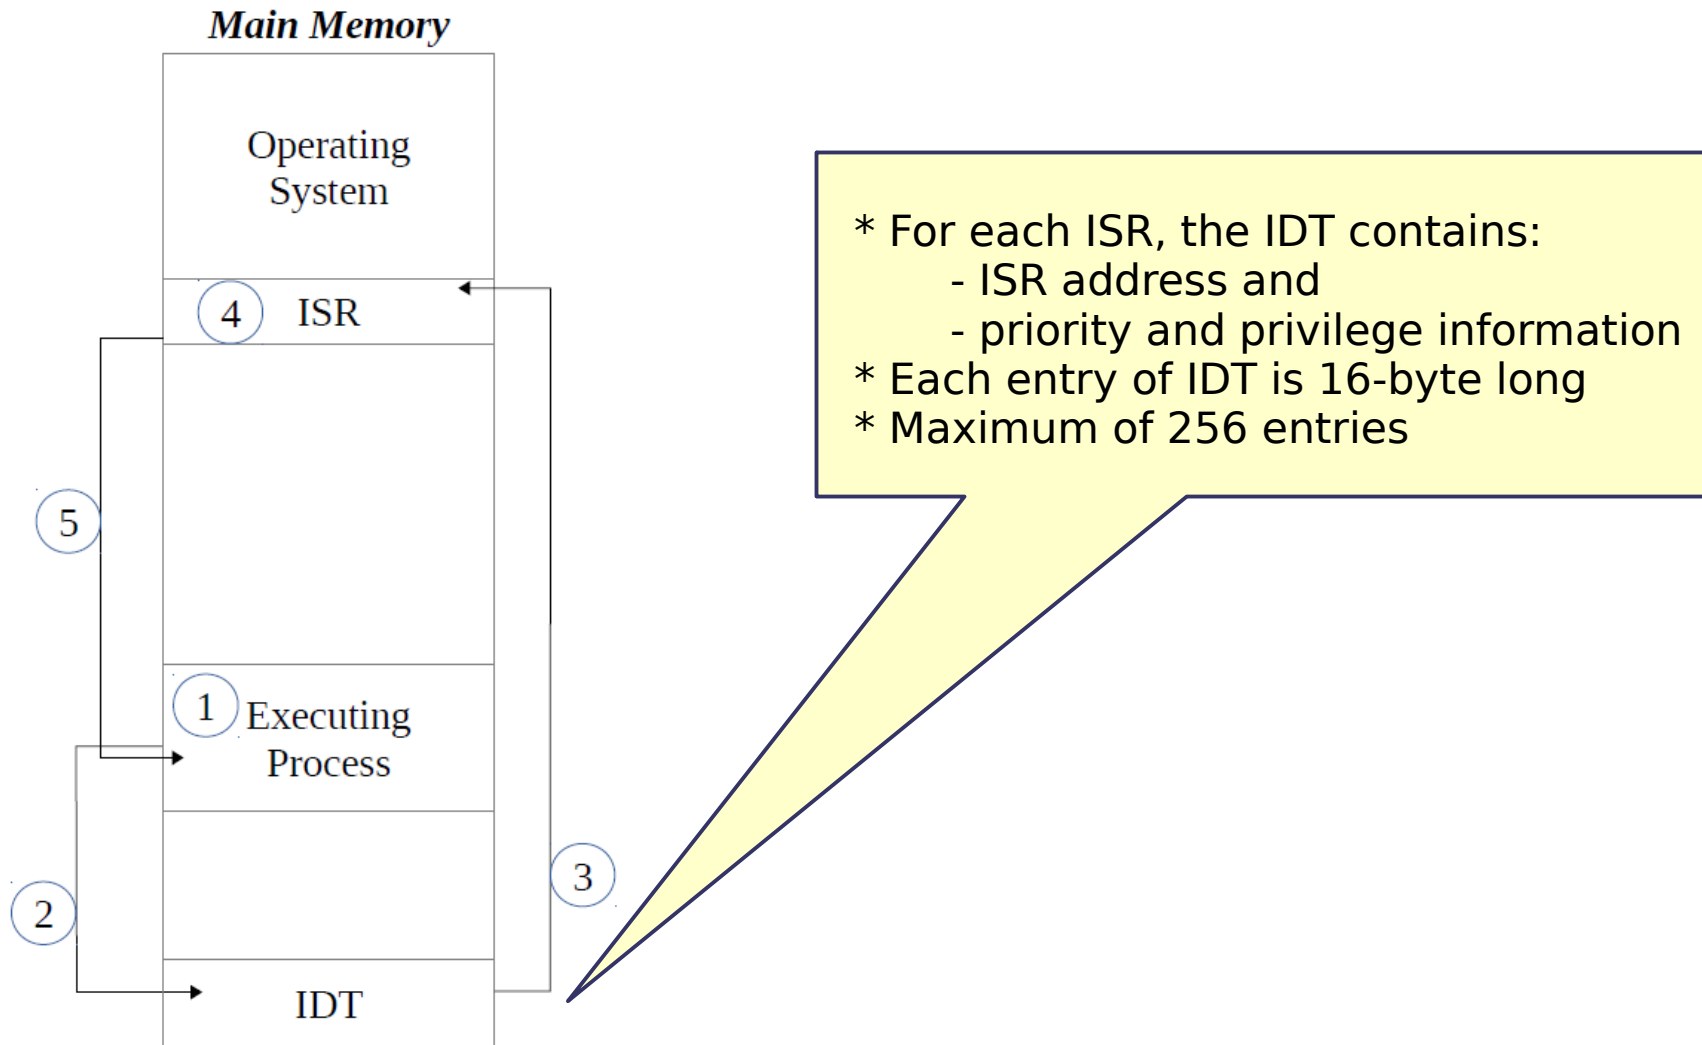 Main Memory
Operating
System
4 ISR
5
1 Executing
Process
3
2
IDT
* For each ISR, the IDT contains:
- ISR address and
- priority and privilege information
* Each entry of IDT is 16-byte long
* Maximum of 256 entries